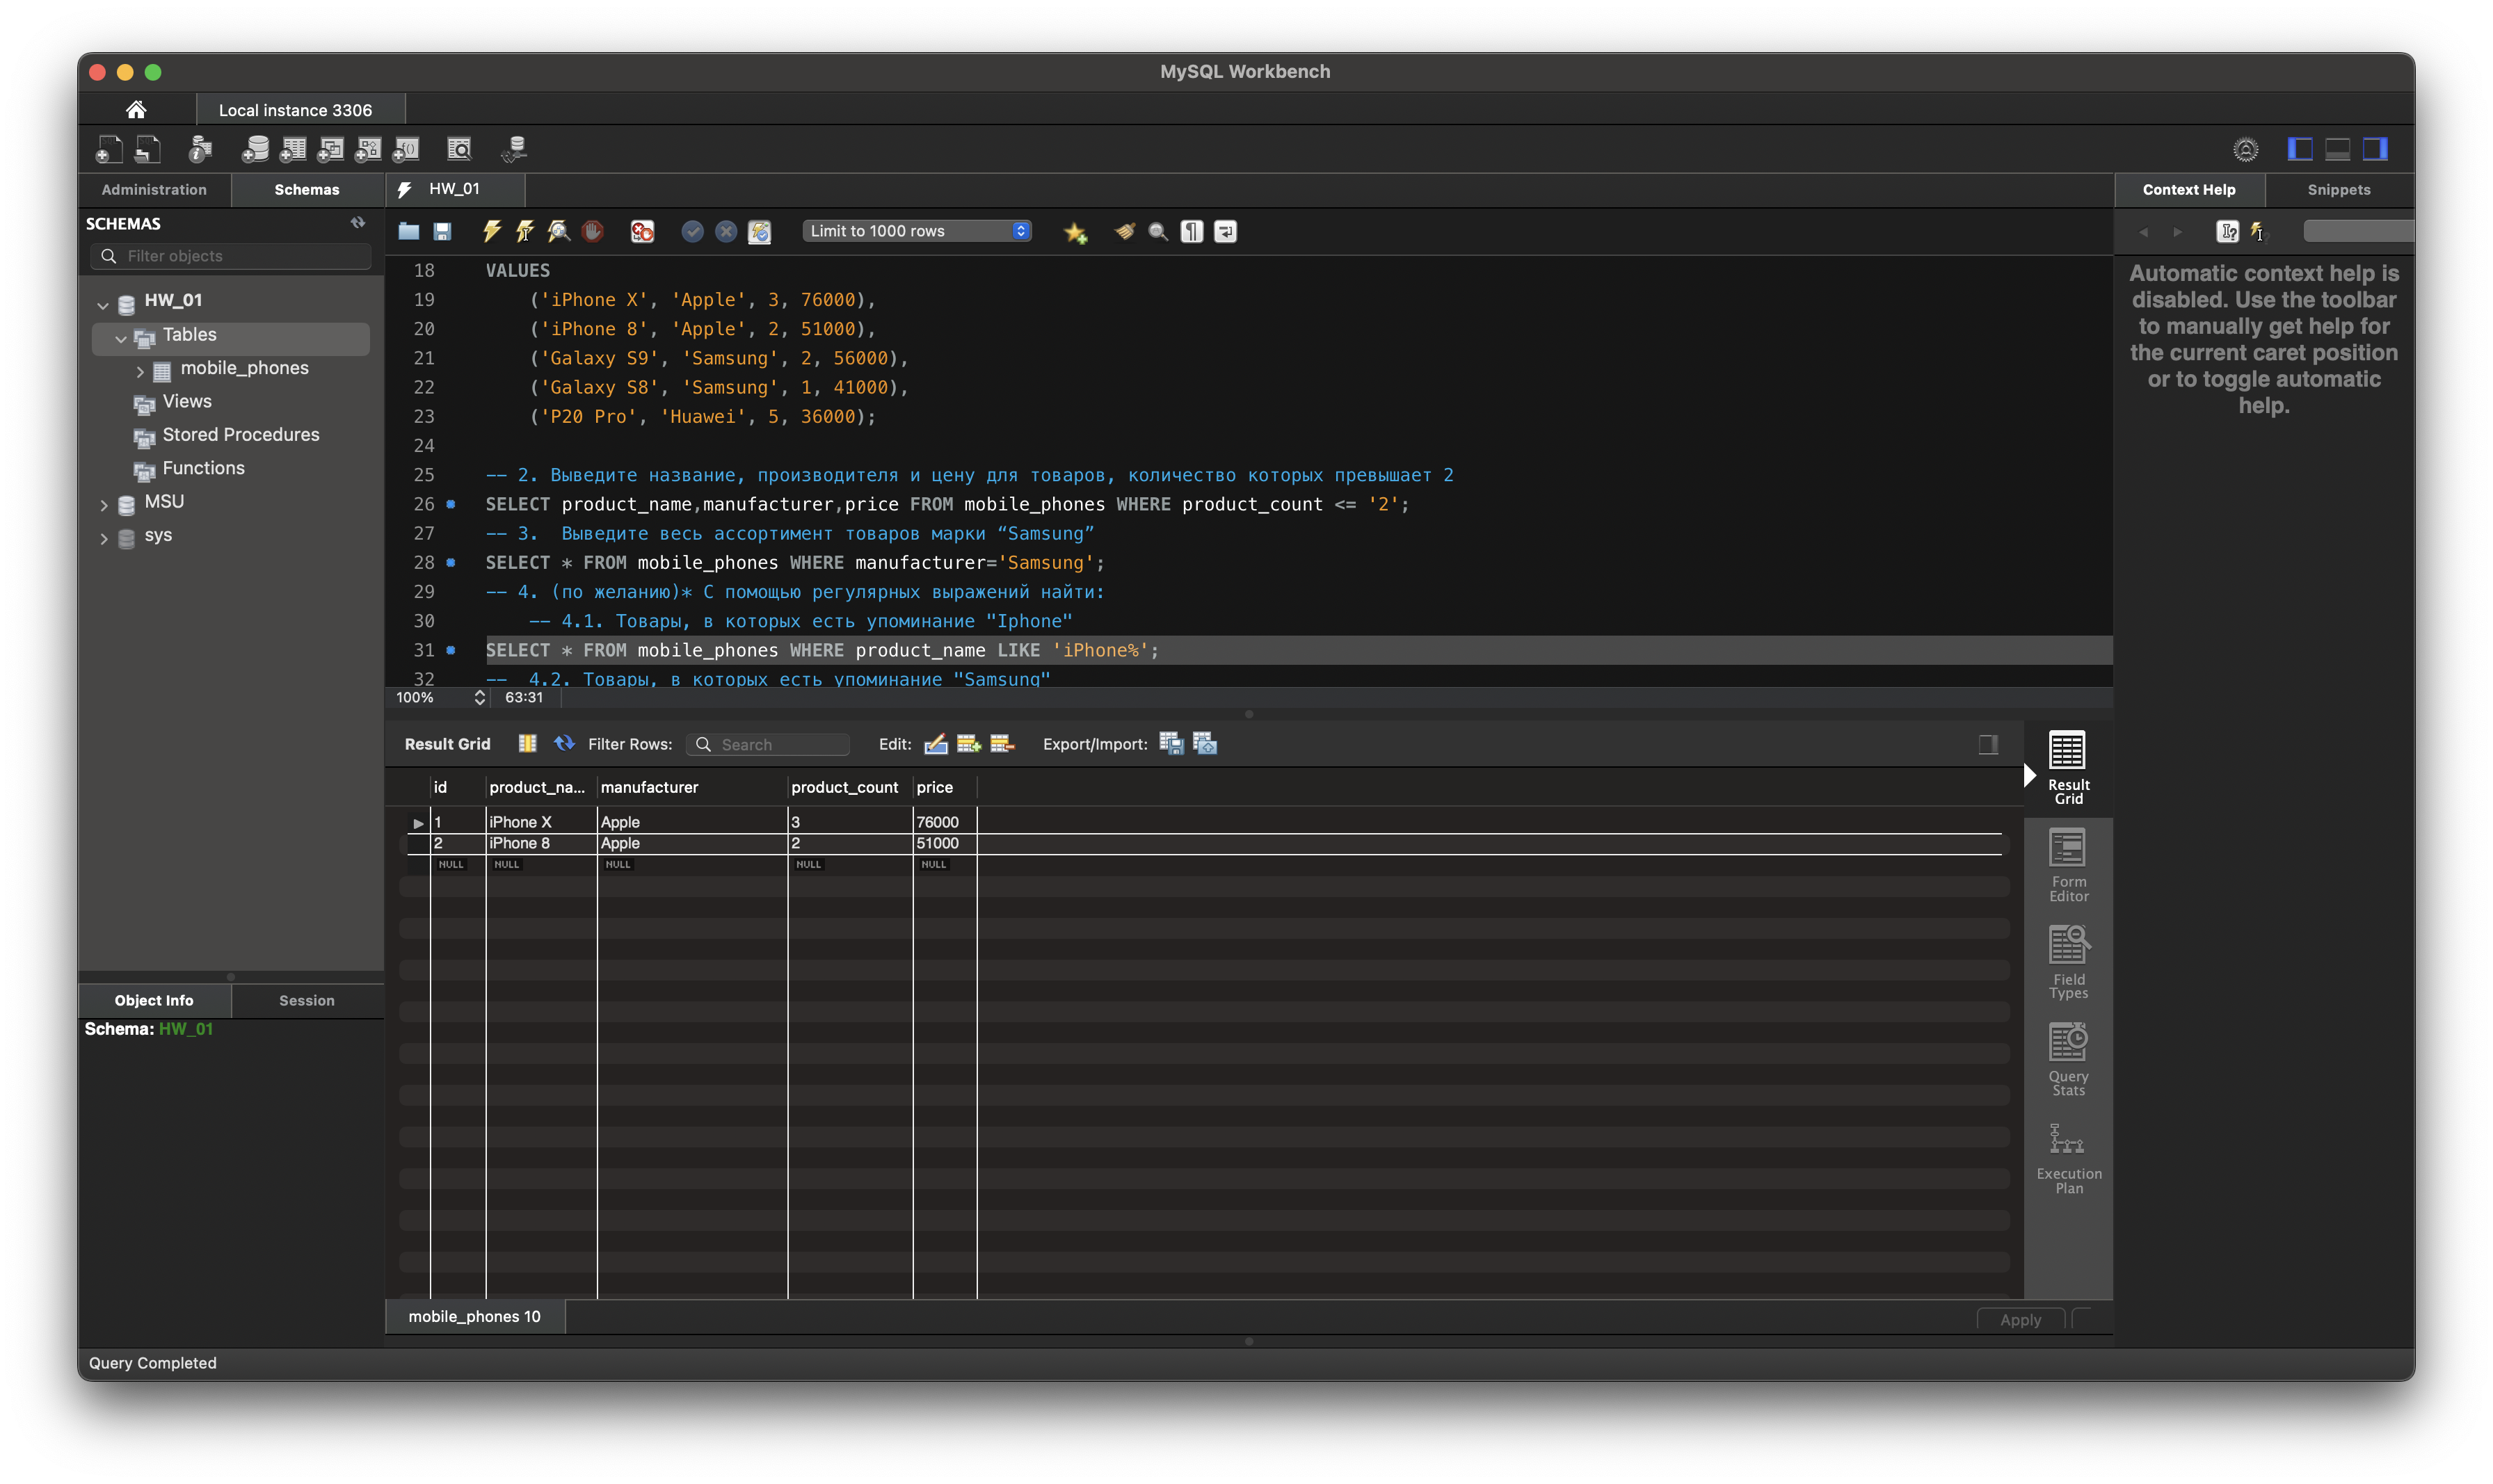 MySQL Workbench
Local instance 3306
Administration
Schemas
HW_01
Context Help
Snippets
SCHEMAS
Filter objects
HW_01
Tables
mobile_phones
Views
Stored Procedures
Functions
MSU
sys
Object Info
Session
Schema: HW_01
Limit to 1000 rows
18 VALUES
19 ('iPhone X', 'Apple', 3, 76000),
20 ('iPhone 8', 'Apple', 2, 51000),
21 ('Galaxy S9', 'Samsung', 2, 56000),
22 ('Galaxy S8', 'Samsung', 1, 41000),
23 ('P20 Pro', 'Huawei', 5, 36000);
24
25 -- 2. Выведите название, производителя и цену для товаров, количество которых превышает 2
26 SELECT product_name,manufacturer,price FROM mobile_phones WHERE product_count <= '2';
27 -- 3.  Выведите весь ассортимент товаров марки “Samsung”
28 SELECT * FROM mobile_phones WHERE manufacturer='Samsung';
29 -- 4. (по желанию)* С помощью регулярных выражений найти:
30 -- 4.1. Товары, в которых есть упоминание "Iphone"
31 SELECT * FROM mobile_phones WHERE product_name LIKE 'iPhone%';
32 --  4.2. Товары, в которых есть упоминание "Samsung"
100% 63:31
Result Grid Filter Rows: Search Edit: Export/Import:
id product_na... manufacturer product_count price
1 iPhone X Apple 3 76000
2 iPhone 8 Apple 2 51000
NULL NULL NULL NULL NULL
Result
Grid
Form
Editor
Field
Types
Query
Stats
Execution
Plan
mobile_phones 10
Apply
Automatic context help is
disabled. Use the toolbar
to manually get help for
the current caret position
or to toggle automatic
help.
Query Completed